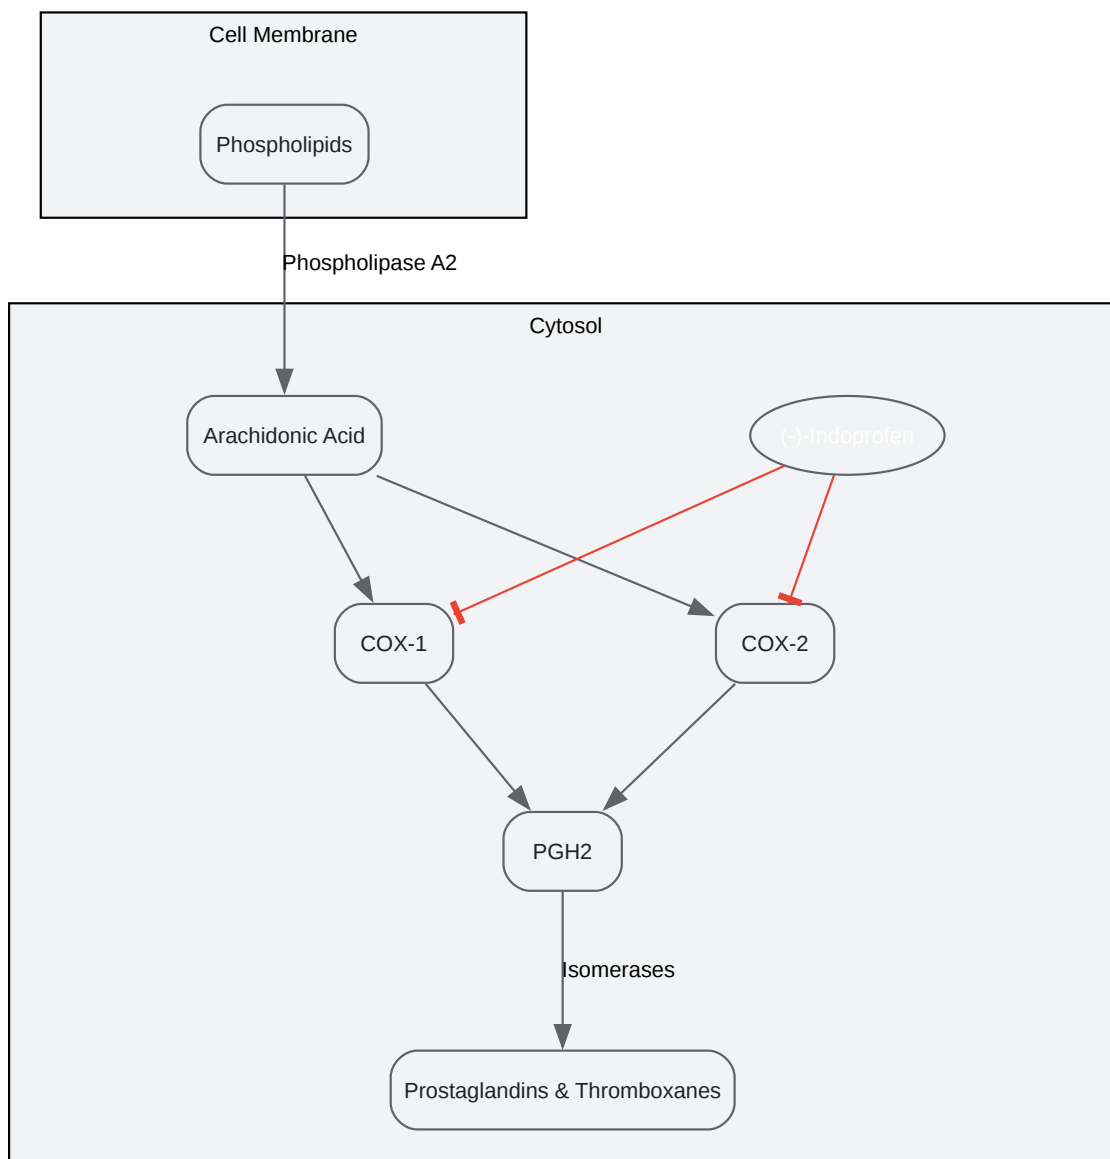 Cell Membrane
Phospholipids
Phospholipase A2
Cytosol
Arachidonic Acid
(-)-Indoprofen
COX-1
COX-2
PGH2
Isomerases
Prostaglandins & Thromboxanes